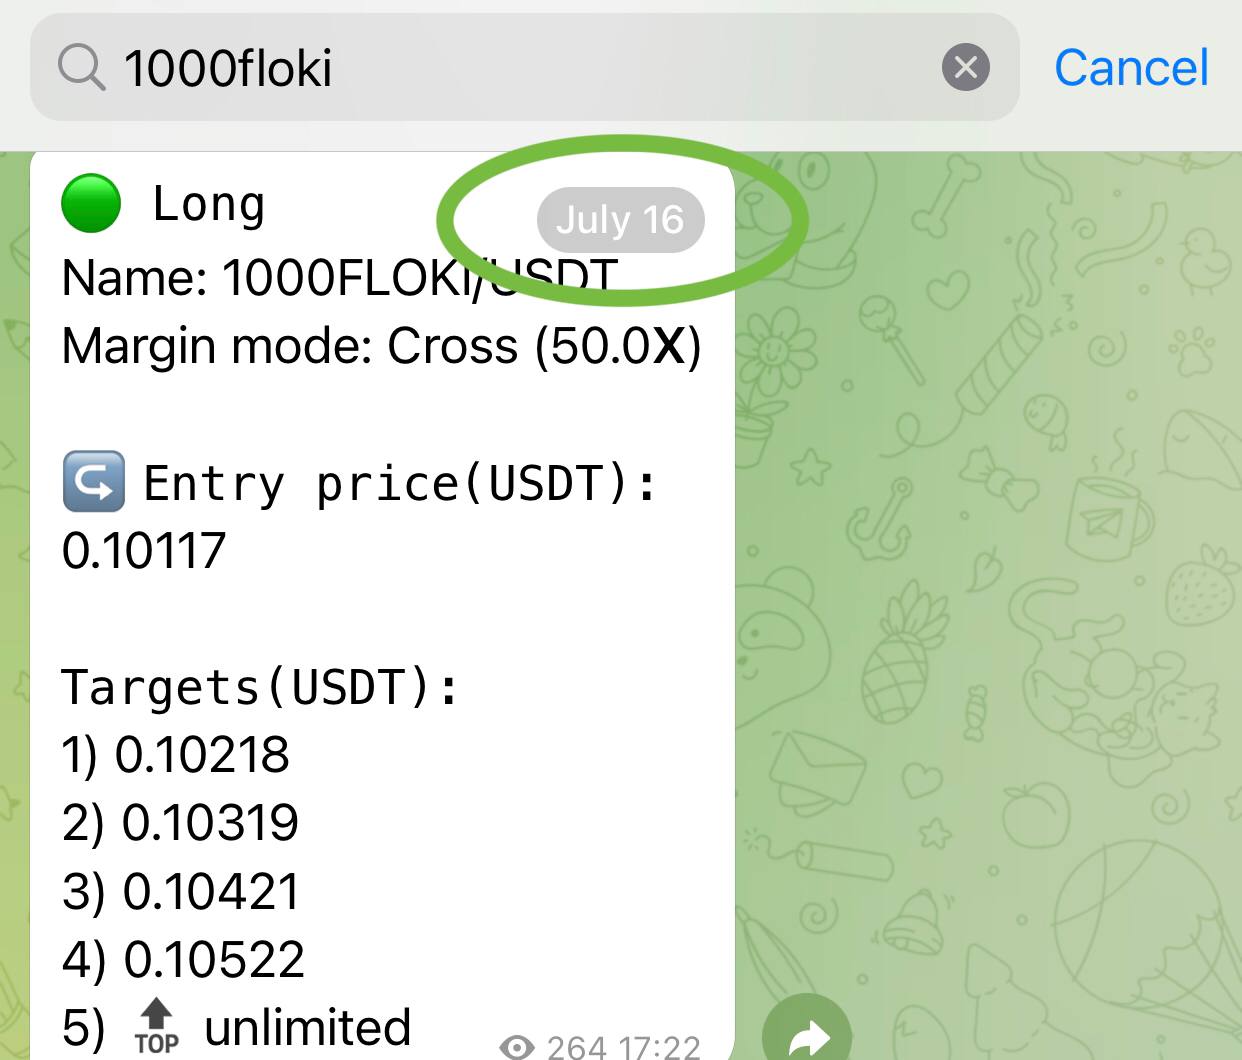 1000floki
Cancel
July 16
🟢 Long
Name: 1000FLOKI/USDT
Margin mode: Cross (50.0X)
↪️Entry price(USDT):
0.10117
Targets(USDT):
1) 0.10218
2) 0.10319
3) 0.10421
4) 0.10522
5) 🔝 unlimited
264 17:22